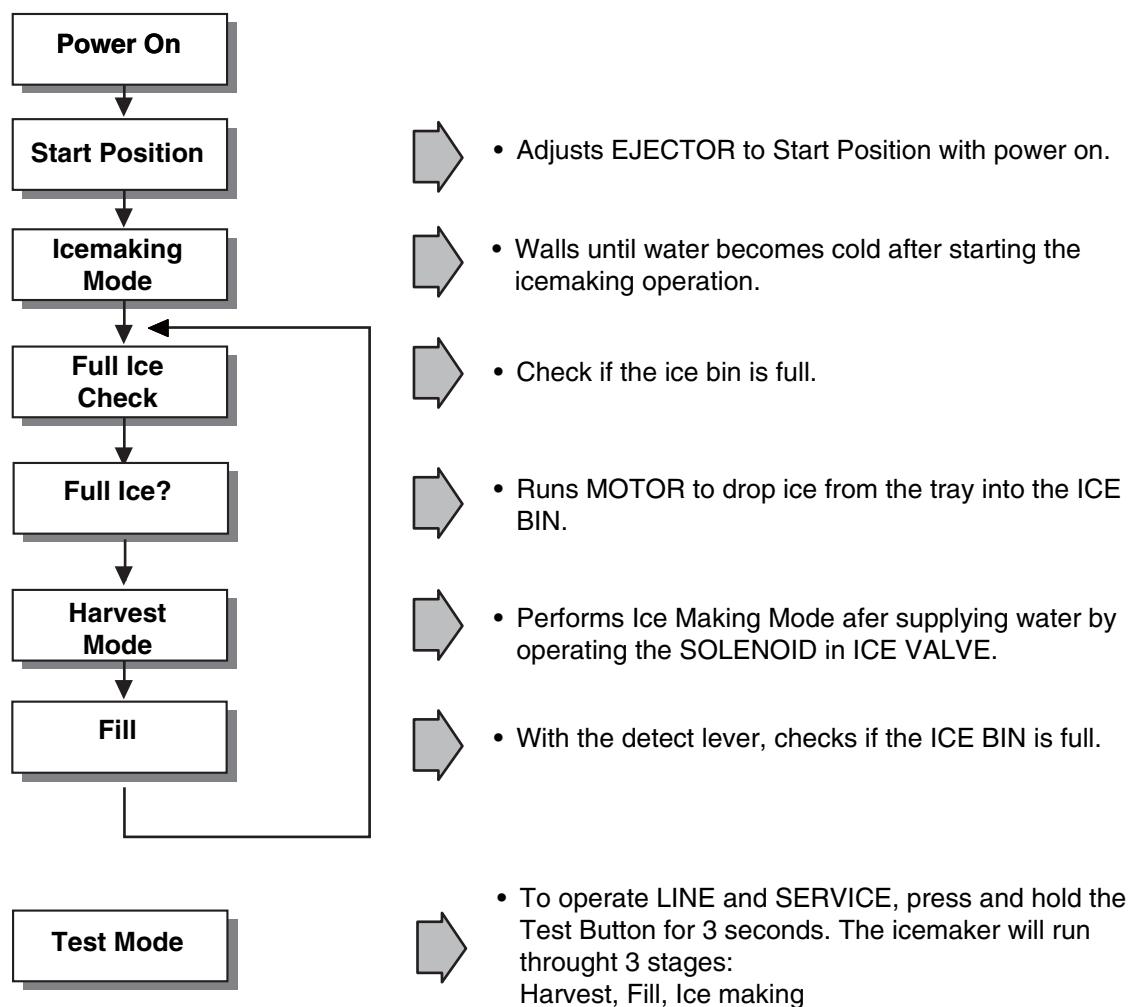 Power On
Start Position
• Adjusts EJECTOR to Start Position with power on.
Icemaking
Mode
• Walls until water becomes cold after starting the
icemaking operation.
Full Ice
Check
• Check if the ice bin is full.
Full Ice?
• Runs MOTOR to drop ice from the tray into the ICE
BIN.
Harvest
Mode
• Performs Ice Making Mode afer supplying water by
operating the SOLENOID in ICE VALVE.
Fill
• With the detect lever, checks if the ICE BIN is full.
Test Mode
• To operate LINE and SERVICE, press and hold the
Test Button for 3 seconds. The icemaker will run
throught 3 stages:
Harvest, Fill, Ice making